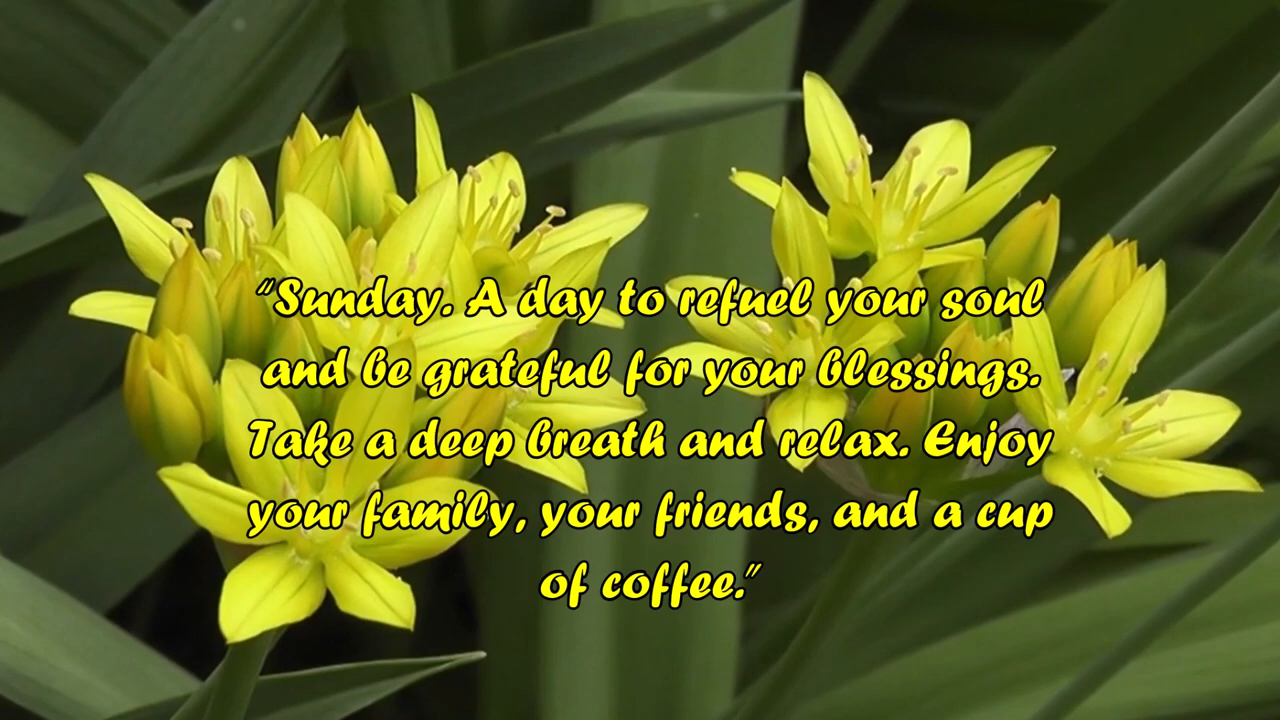 “Sunday. A day to refuel your soul
and be grateful for your blessings.
Take a deep breath and relax. Enjoy
your family, your friends, and a cup
of coffee.”